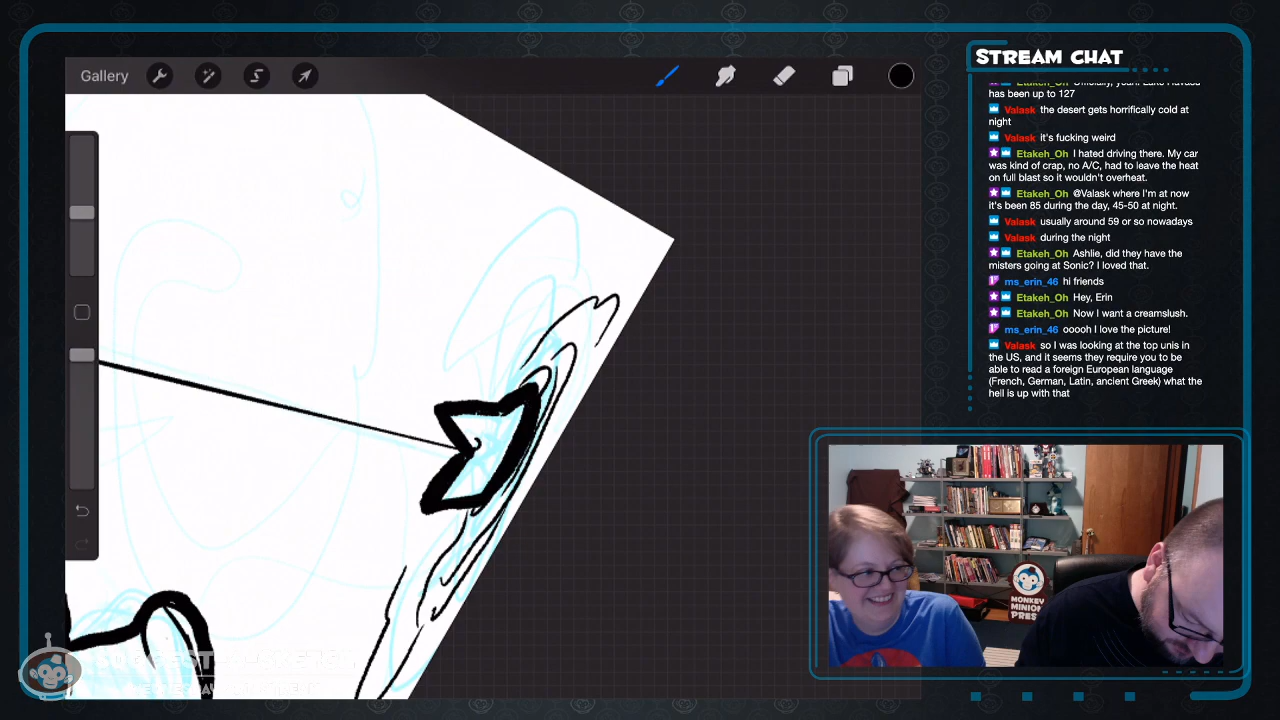 Gallery
STREAM CHAT
has been up to 127
Valask the desert gets horrifically cold at
night
Valask it's fucking weird
Etakeh_Oh I hated driving there. My car
was kind of crap, no A/C, had to leave the heat
on full blast so it wouldn't overheat.
Etakeh_Oh @Valask where I'm at now
it's been 85 during the day, 45-50 at night.
Valask usually around 59 or so nowadays
Valask during the night
Etakeh_Oh Ashlie, did they have the
misters going at Sonic? I loved that.
ms_erin_46 hi friends
Etakeh_Oh Hey, Erin
Etakeh_Oh Now I want a creamslush.
ms_erin_46 ooooh I love the picture!
Valask so I was looking at the top unis in
the US, and it seems they require you to be
able to read a foreign European language
(French, German, Latin, ancient Greek) what the
hell is up with that
MONKEY
MINION
PRESS